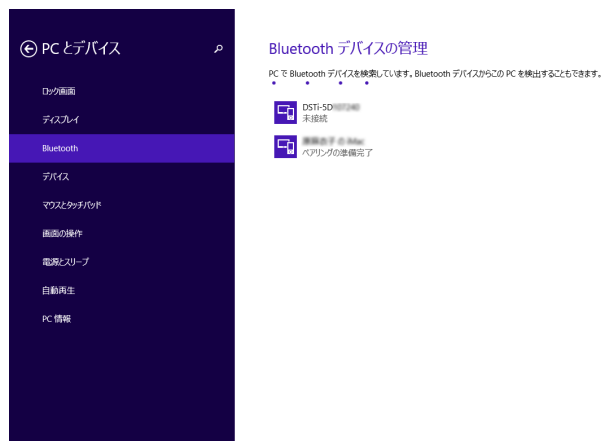 PC とデバイス
ロック画面
ディスプレイ
Bluetooth
デバイス
マウスとタッチパッド
画面の操作
電源とスリープ
自動再生
PC 情報
Bluetooth デバイスの管理
PC で Bluetooth デバイスを検索しています。Bluetooth デバイスからこの PC を検出することもできます。
DSTi-5D
未接続
の iMac
ペアリングの準備完了